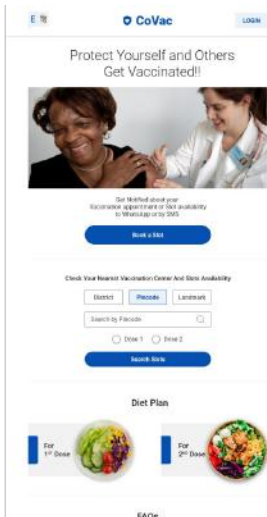 E
CoVac
LOGIN
Protect Yourself and Others
Get Vaccinated!!
Get Notified about your
Vaccination appointment or Slot availability
to WhatsApp or by SMS
Book a Slot
Check Your Nearest Vaccination Center And Slots Availability
District
Pincode
Landmark
Search by Pincode
Dose 1
Dose 2
Search Slots
Diet Plan
For
1st Dose
For
2nd Dose
FAQs